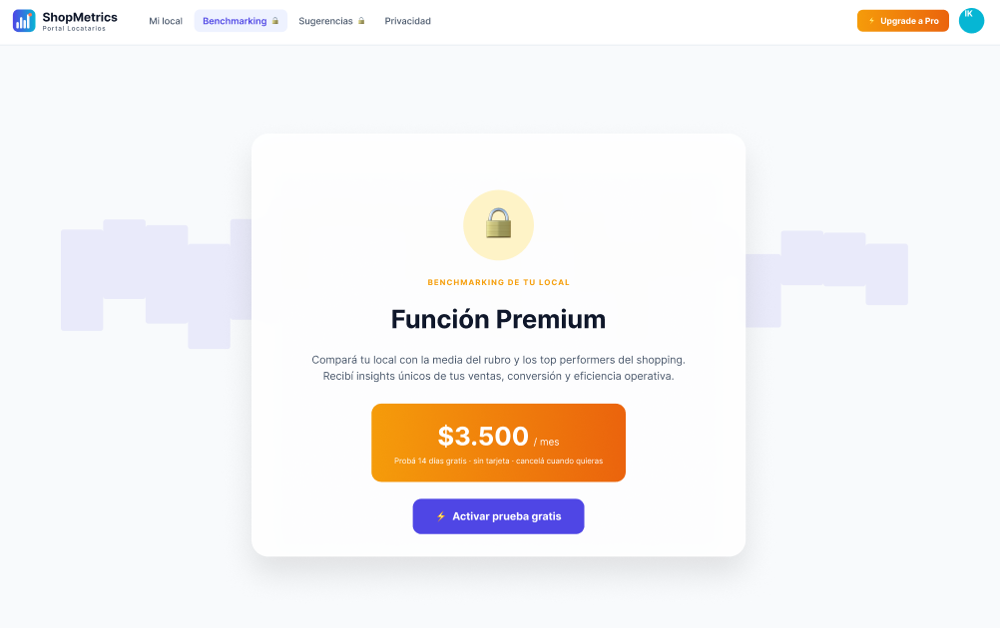 ShopMetrics
Portal Locatarios
Mi local
Benchmarking 🔒
Sugerencias 🔒
Privacidad
⚡ Upgrade a Pro
IK
BENCHMARKING DE TU LOCAL
Función Premium
Compará tu local con la media del rubro y los top performers del shopping.
Recibí insights únicos de tus ventas, conversión y eficiencia operativa.
$3.500 / mes
Probá 14 días gratis · sin tarjeta · cancelá cuando quieras
⚡ Activar prueba gratis